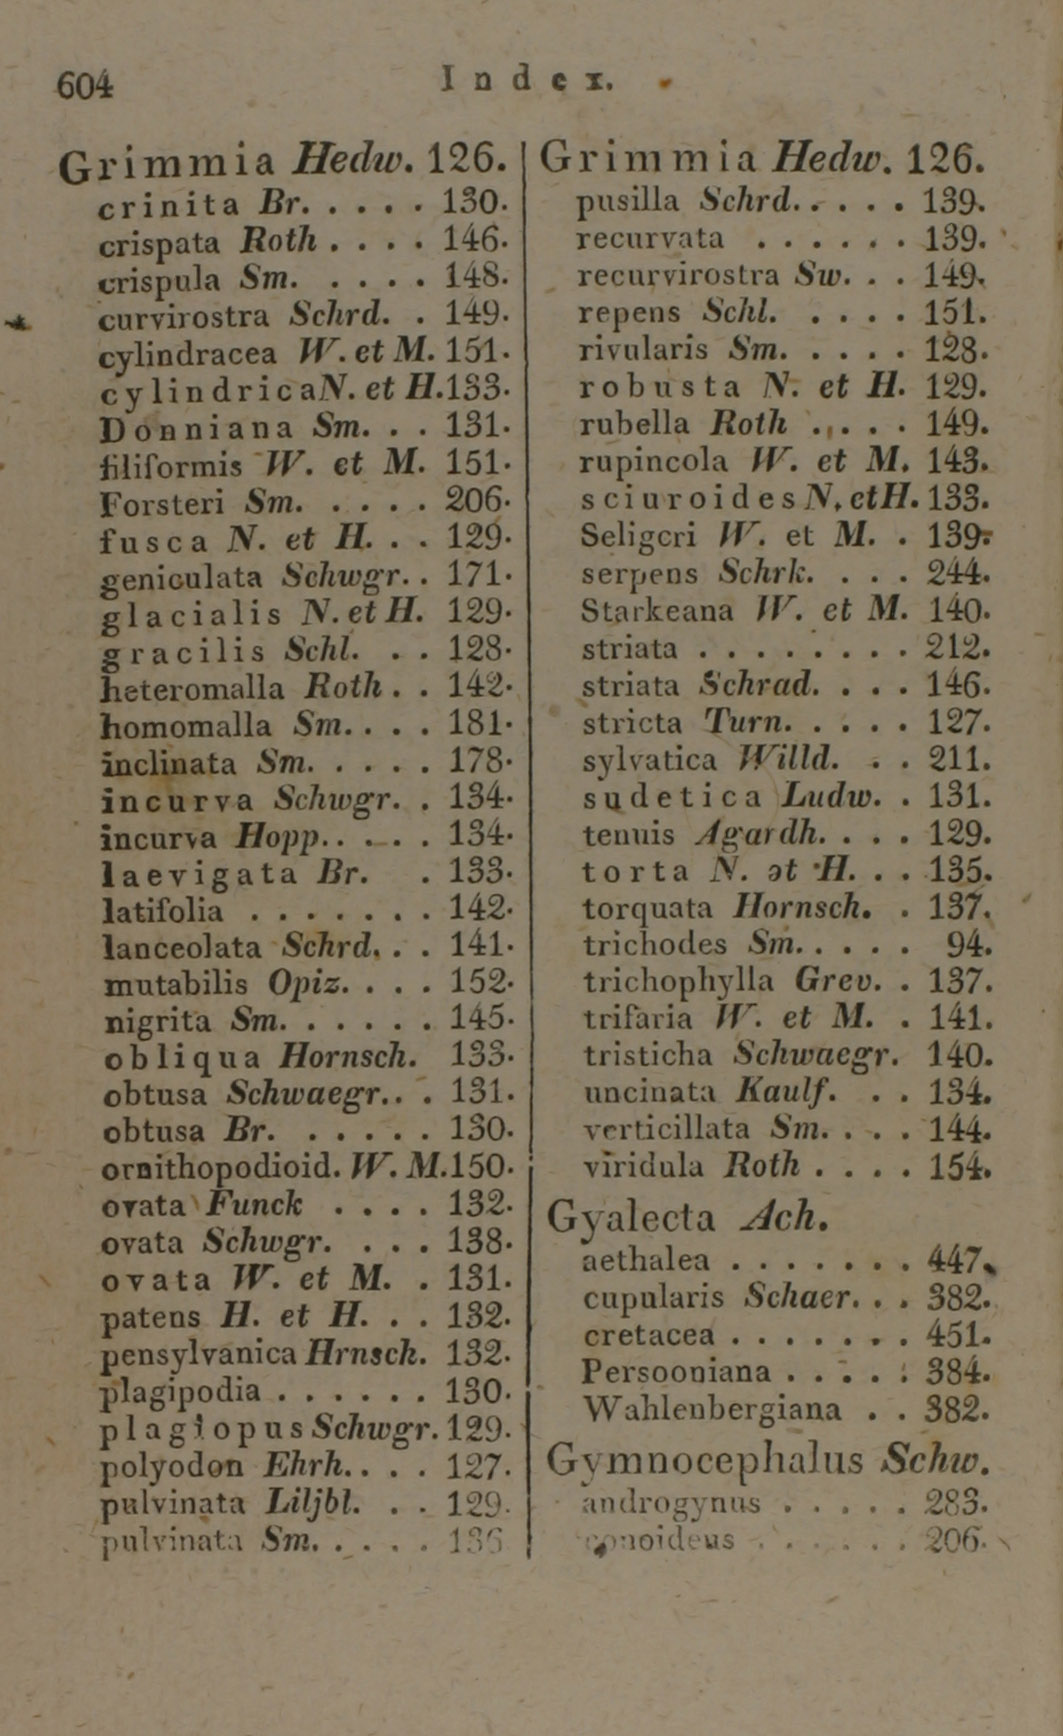 604
Index.
Grimmia Hedw. 126.
crinita Br. . . . . 130.
crispata Roth . . . . 146.
crispula Sm. . . . . 148.
curvirostra Schrd. . 149.
cylindracea W. et M. 151.
cylindrica N. et H. 133.
Donniana Sm. . . 131.
filiformis W. et M. 151.
Forsteri Sm. . . . . 206.
fusca N. et H. . . 129.
geniculata Schwgr. . 171.
glacialis N. et H. 129.
gracilis Schl. . . 128.
heteromalla Roth . . 142.
homomalla Sm. . . . 181.
inclinata Sm. . . . . 178.
incurva Schwgr. . 134.
incurva Hopp. . . . . 134.
laevigata Br. . 133.
latifolia . . . . . . . 142.
lanceolata Schrd. . . 141.
mutabilis Opiz. . . . 152.
nigrita Sm. . . . . . 145.
obliqua Hornsch. 133.
obtusa Schwaegr. . . 131.
obtusa Br. . . . . . 130.
ornithopodioid. W. M. 150.
ovata Funck . . . . 132.
ovata Schwgr. . . . 138.
ovata W. et M. . 131.
patens H. et H. . . 132.
pensylvanica Hrnsch. 132.
plagipodia . . . . . . 130.
plagiopus Schwgr. 129.
polyodon Ehrh. . . . 127.
pulvinata Liljbl. . . 129.
pulvinata Sm. . . . . 136
Grimmia Hedw. 126.
pusilla Schrd. . . . . 139.
recurvata . . . . . . 139.
recurvirostra Sw. . . 149.
repens Schl. . . . . 151.
rivularis Sm. . . . . 128.
robusta N. et H. 129.
rubella Roth . . . . 149.
rupincola W. et M. 143.
sciuroides N. et H. 133.
Seligeri W. et M. . 139.
serpens Schrk. . . . 244.
Starkeana W. et M. 140.
striata . . . . . . . . 212.
striata Schrad. . . . 146.
stricta Turn. . . . . 127.
sylvatica Willd. . . 211.
sudetica Ludw. . 131.
tenuis Agardh. . . . 129.
torta N. et H. . . 135.
torquata Hornsch. . 137.
trichodes Sm. . . . . 94.
trichophylla Grev. . 137.
trifaria W. et M. . 141.
tristicha Schwaegr. 140.
uncinata Kaulf. . . 134.
verticillata Sm. . . . 144.
viridula Roth . . . . 154.
Gyalecta Ach.
aethalea . . . . . . . 447.
cupularis Schaer. . . 382.
cretacea . . . . . . . 451.
Persooniana . . . . . 384.
Wahlenbergiana . . 382.
Gymnocephalus Schw.
androgynus . . . . . 283.
conoideus . . . . . . 206.